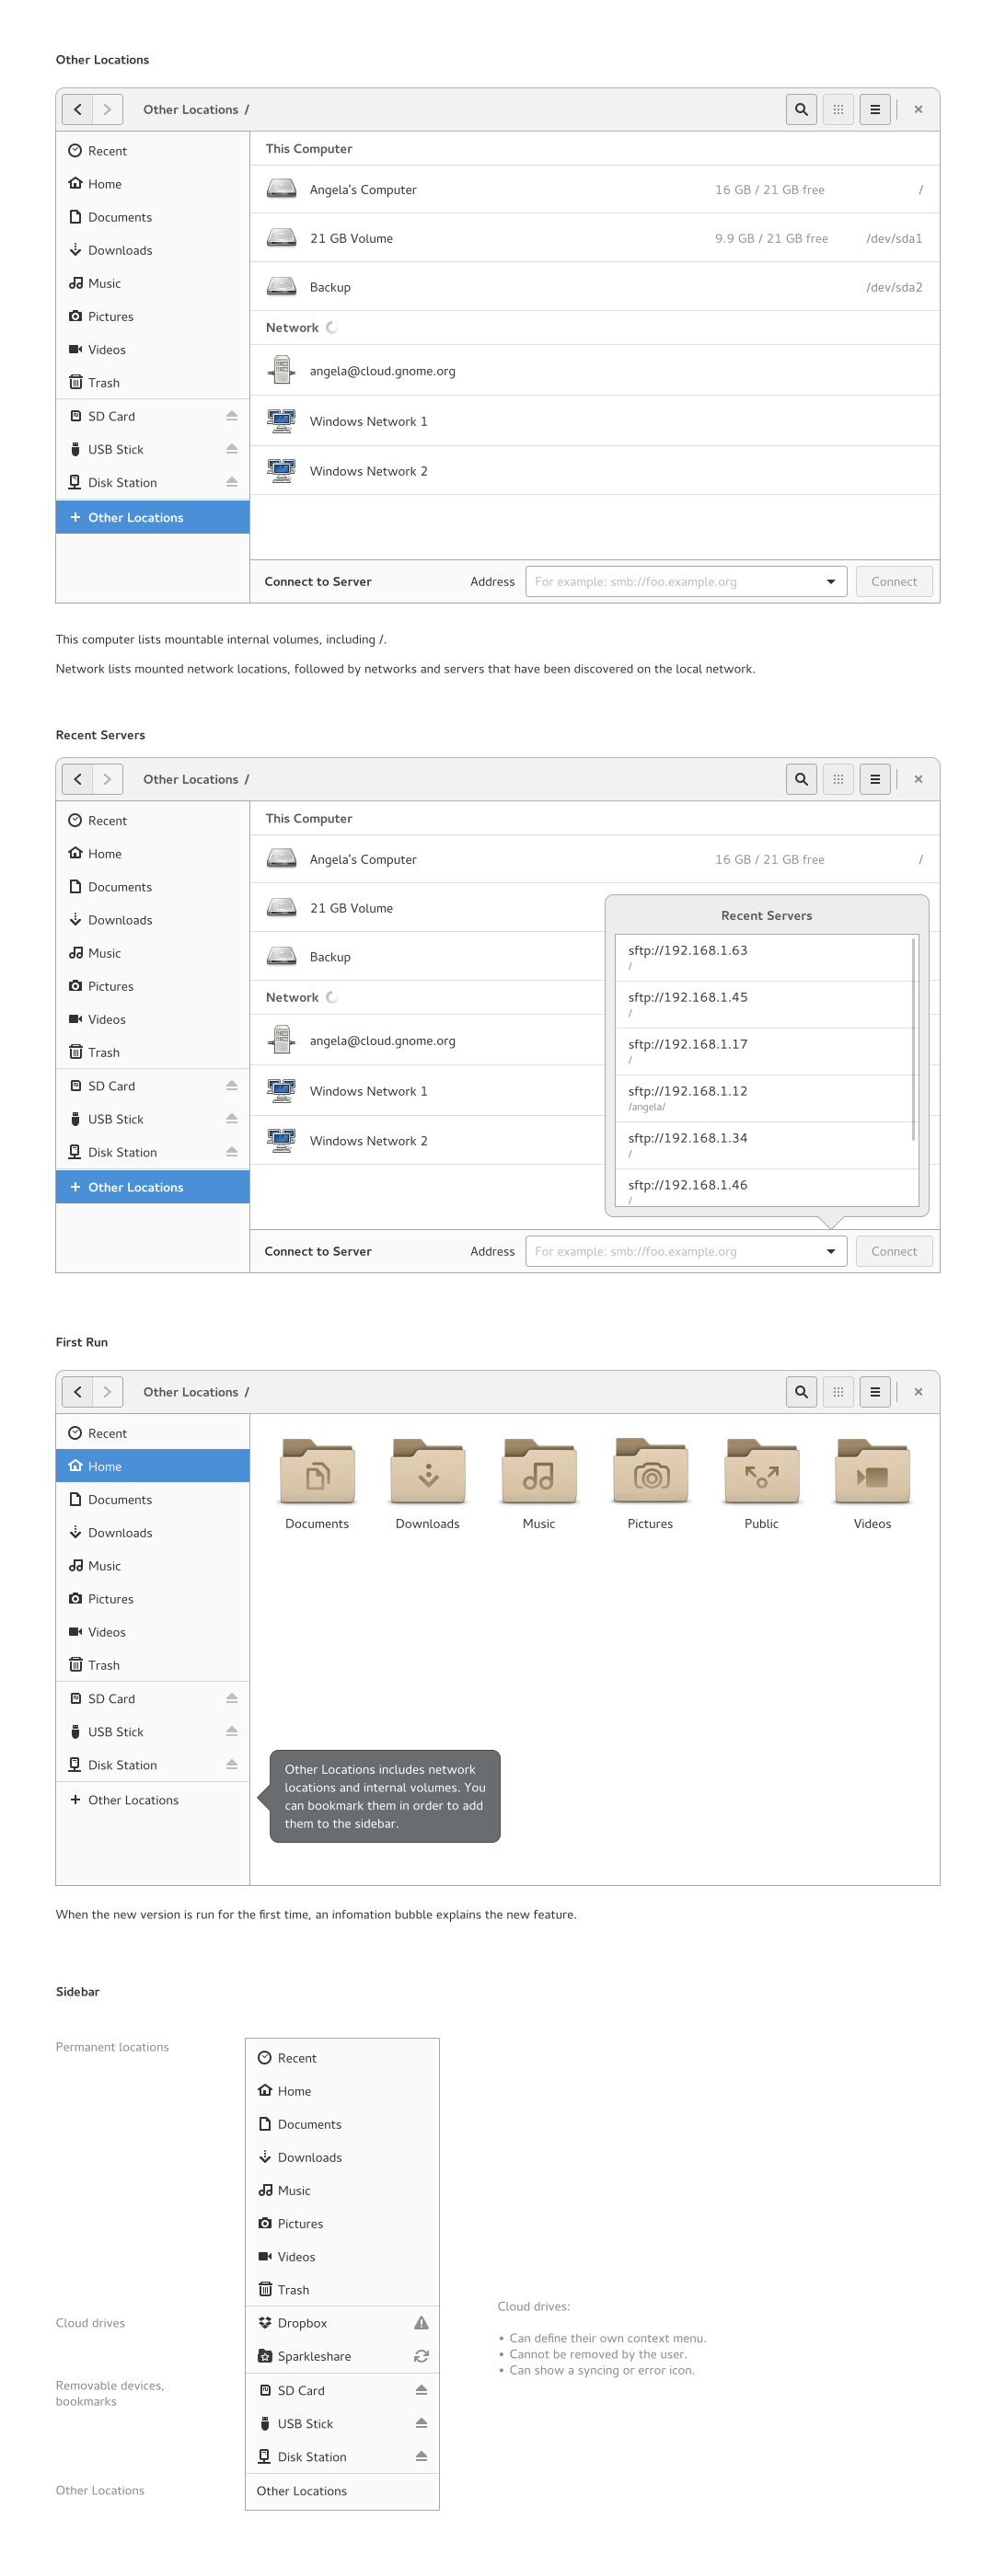 Other Locations
Other Locations /
Recent
Home
Documents
Downloads
Music
Pictures
Videos
Trash
SD Card
USB Stick
Disk Station
Other Locations
This Computer
Angela's Computer 16 GB / 21 GB free /
21 GB Volume 9.9 GB / 21 GB free /dev/sda1
Backup /dev/sda2
Network
angela@cloud.gnome.org
Windows Network 1
Windows Network 2
Connect to Server Address For example: smb://foo.example.org Connect
This computer lists mountable internal volumes, including /.
Network lists mounted network locations, followed by networks and servers that have been discovered on the local network.
Recent Servers
Other Locations /
Recent
Home
Documents
Downloads
Music
Pictures
Videos
Trash
SD Card
USB Stick
Disk Station
Other Locations
This Computer
Angela's Computer 16 GB / 21 GB free /
21 GB Volume
Backup
Network
angela@cloud.gnome.org
Windows Network 1
Windows Network 2
Recent Servers
sftp://192.168.1.63
/
sftp://192.168.1.45
/
sftp://192.168.1.17
/
sftp://192.168.1.12
/angela/
sftp://192.168.1.34
/
sftp://192.168.1.46
/
Connect to Server Address For example: smb://foo.example.org Connect
First Run
Other Locations /
Recent
Home
Documents
Downloads
Music
Pictures
Videos
Trash
SD Card
USB Stick
Disk Station
Other Locations
Documents Downloads Music Pictures Public Videos
Other Locations includes network
locations and internal volumes. You
can bookmark them in order to add
them to the sidebar.
When the new version is run for the first time, an infomation bubble explains the new feature.
Sidebar
Permanent locations
Recent
Home
Documents
Downloads
Music
Pictures
Videos
Trash
Cloud drives
Dropbox
Sparkleshare
Cloud drives:
• Can define their own context menu.
• Cannot be removed by the user.
• Can show a syncing or error icon.
Removable devices,
bookmarks
SD Card
USB Stick
Disk Station
Other Locations
Other Locations